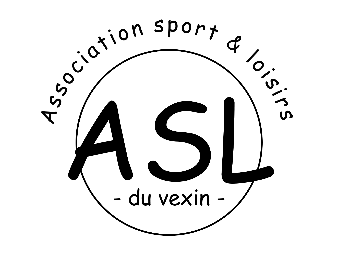 Association sport & loisirs
ASL
- du vexin -